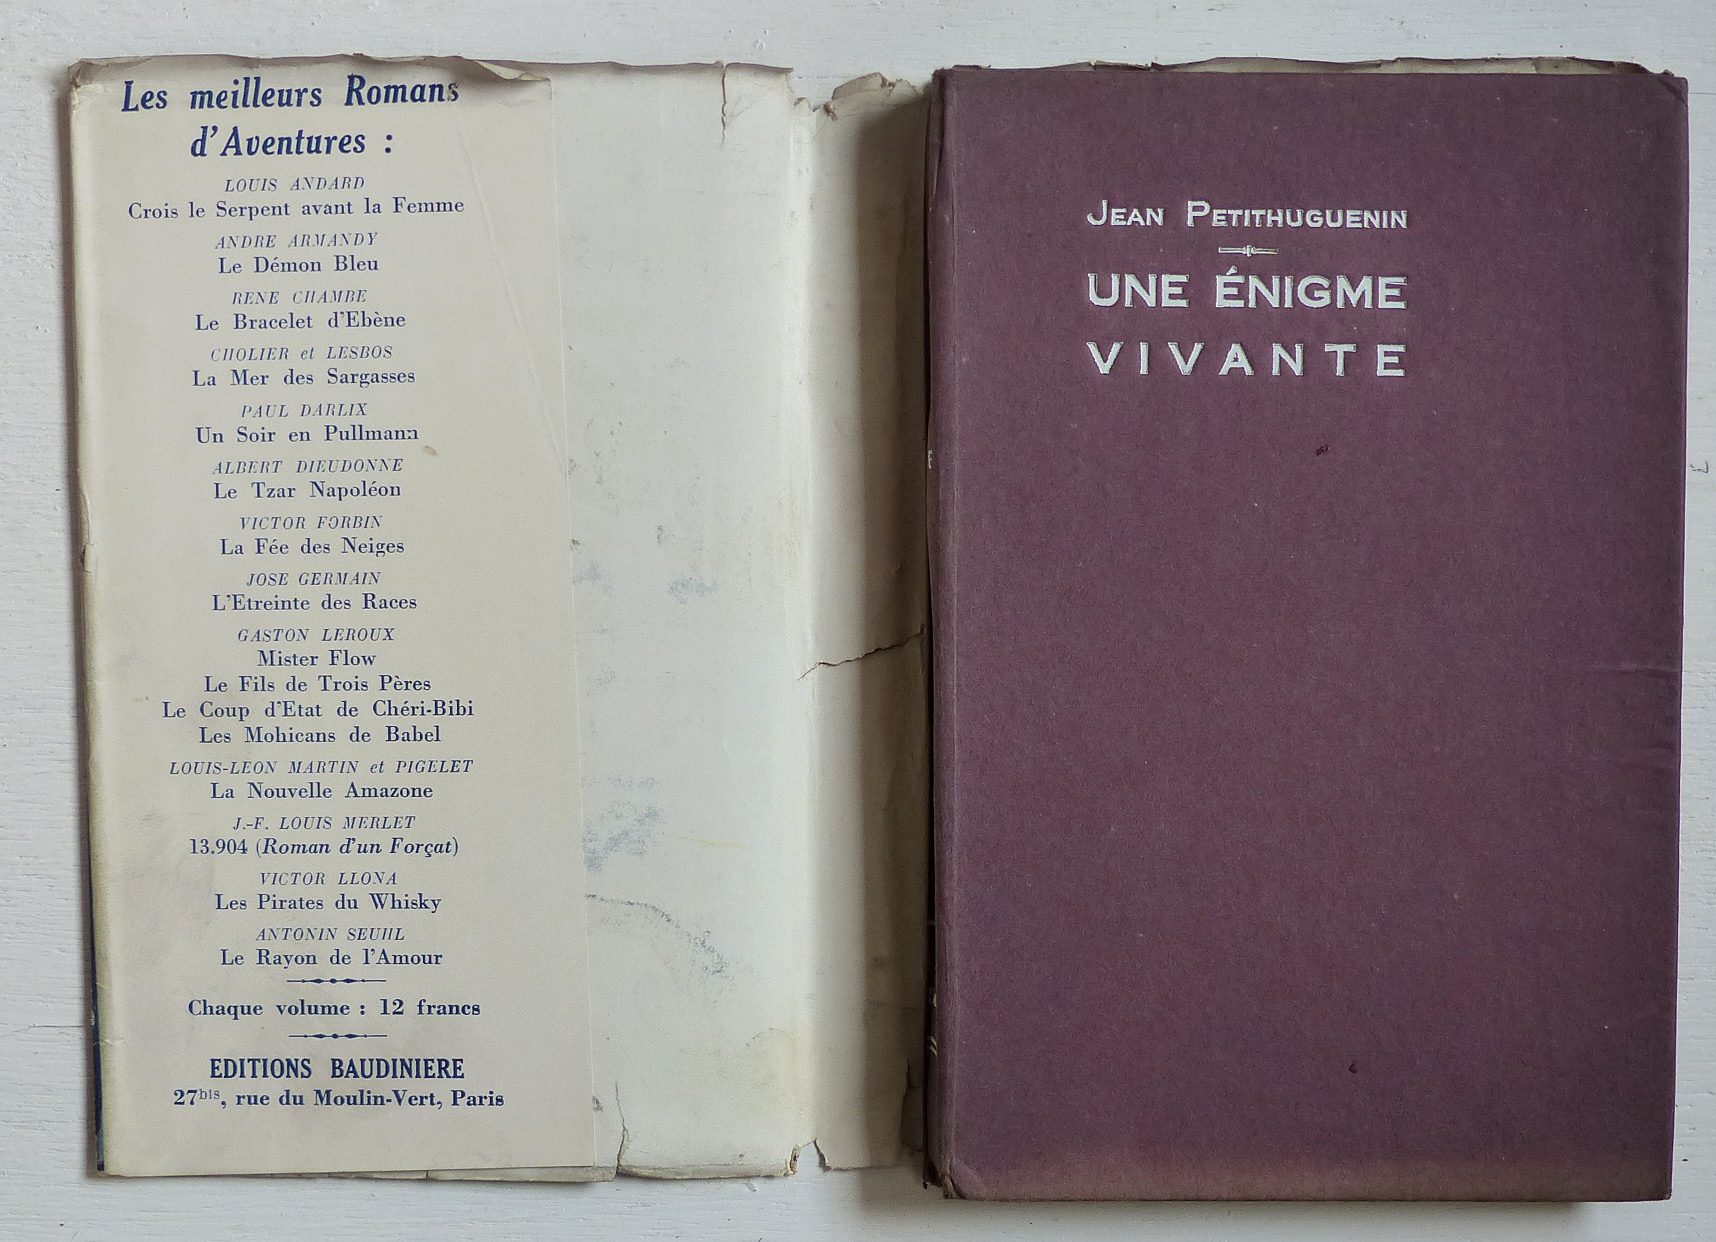 Les meilleurs Romans
d'Aventures :
LOUIS ANDARD
Crois le Serpent avant la Femme
ANDRE ARMANDY
Le Démon Bleu
RENE CHAMBE
Le Bracelet d'Ebène
CHOLIER et LESBOS
La Mer des Sargasses
PAUL DARLIX
Un Soir en Pullmann
ALBERT DIEUDONNE
Le Tzar Napoléon
VICTOR FORBIN
La Fée des Neiges
JOSE GERMAIN
L'Etreinte des Races
GASTON LEROUX
Mister Flow
Le Fils de Trois Pères
Le Coup d'Etat de Chéri-Bibi
Les Mohicans de Babel
LOUIS-LEON MARTIN et PIGELET
La Nouvelle Amazone
J.-F. LOUIS MERLET
13.904 (Roman d'un Forçat)
VICTOR LLONA
Les Pirates du Whisky
ANTONIN SEUHL
Le Rayon de l'Amour
Chaque volume : 12 francs
EDITIONS BAUDINIERE
27bis, rue du Moulin-Vert, Paris
JEAN PETITHUGUENIN
UNE ÉNIGME
VIVANTE